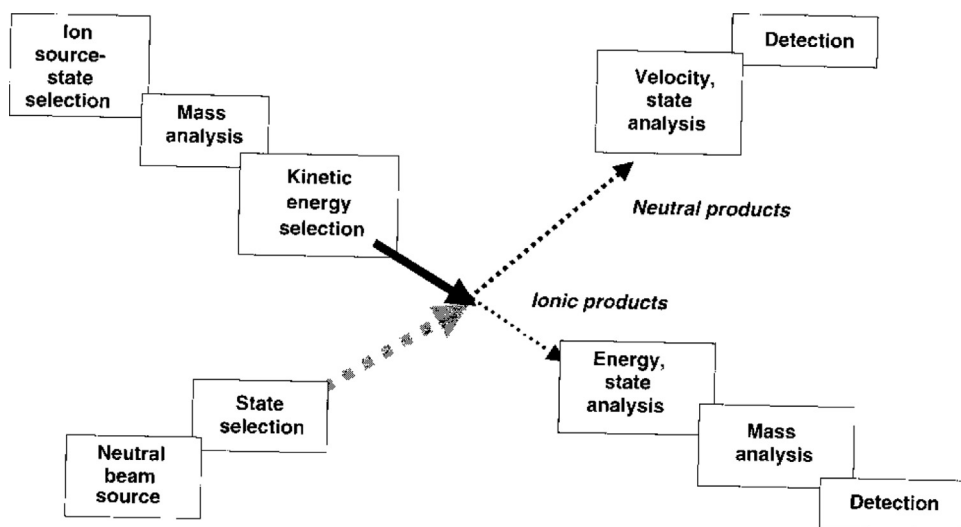 Ion
source-
state
selection
Mass
analysis
Kinetic
energy
selection
Detection
Velocity,
state
analysis
Neutral products
Ionic products
Energy,
state
analysis
Mass
analysis
Detection
State
selection
Neutral
beam
source